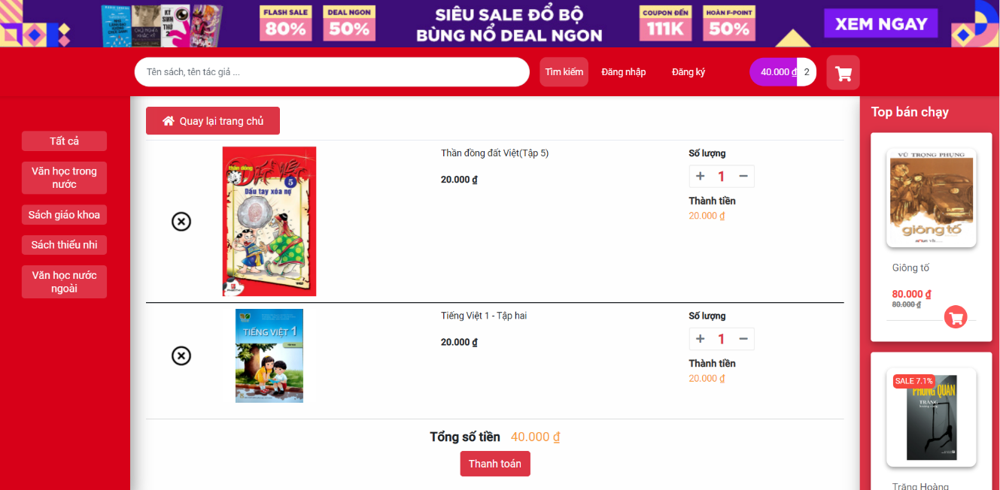 FLASH SALE
80%
DEAL NGON
50%
SIÊU SALE ĐỔ BỘ
BÙNG NỔ DEAL NGON
COUPON ĐẾN
111K
HOÀN F-POINT
50%
XEM NGAY
Tên sách, tên tác giả ...
Tìm kiếm
Đăng nhập
Đăng ký
40.000 ₫
2
Tất cả
Văn học trong
nước
Sách giáo khoa
Sách thiếu nhi
Văn học nước
ngoài
Quay lại trang chủ
thần đồng
Đất Việt
5
Dấu tay xóa nợ
Thần đồng đất Việt(Tập 5)
20.000 ₫
Số lượng
+ 1 −
Thành tiền
20.000 ₫
TIẾNG VIỆT 1
Tiếng Việt 1 - Tập hai
20.000 ₫
Số lượng
+ 1 −
Thành tiền
20.000 ₫
Tổng số tiền 40.000 ₫
Thanh toán
Top bán chạy
VŨ TRỌNG PHỤNG
giông tố
Giông tố
80.000 ₫
80.000 ₫
SALE 7.1%
PHONG QUAN
TRĂNG
Trăng Hoàng